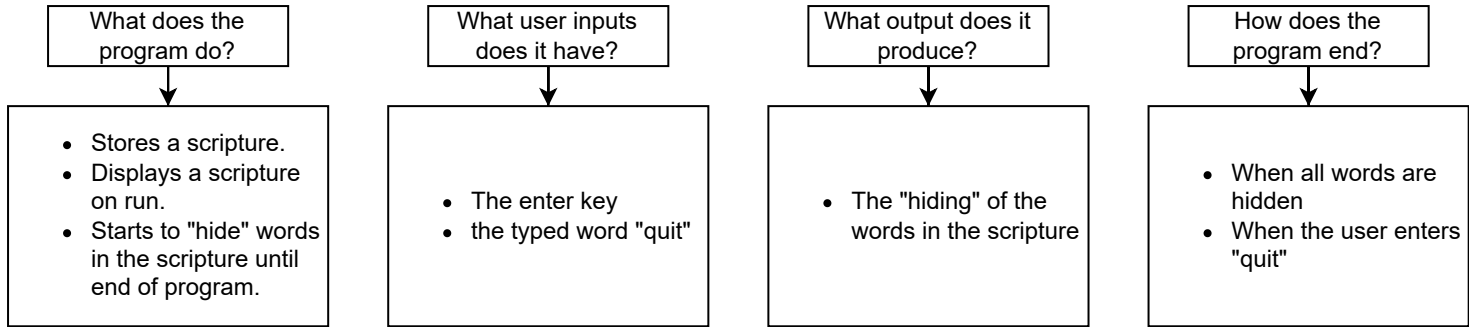 What does the
program do?
Stores a scripture.
Displays a scripture
on run.
Starts to "hide" words
in the scripture until
end of program.
What user inputs
does it have?
The enter key
the typed word "quit"
What output does it
produce?
The "hiding" of the
words in the scripture
How does the
program end?
When all words are
hidden
When the user enters
"quit"